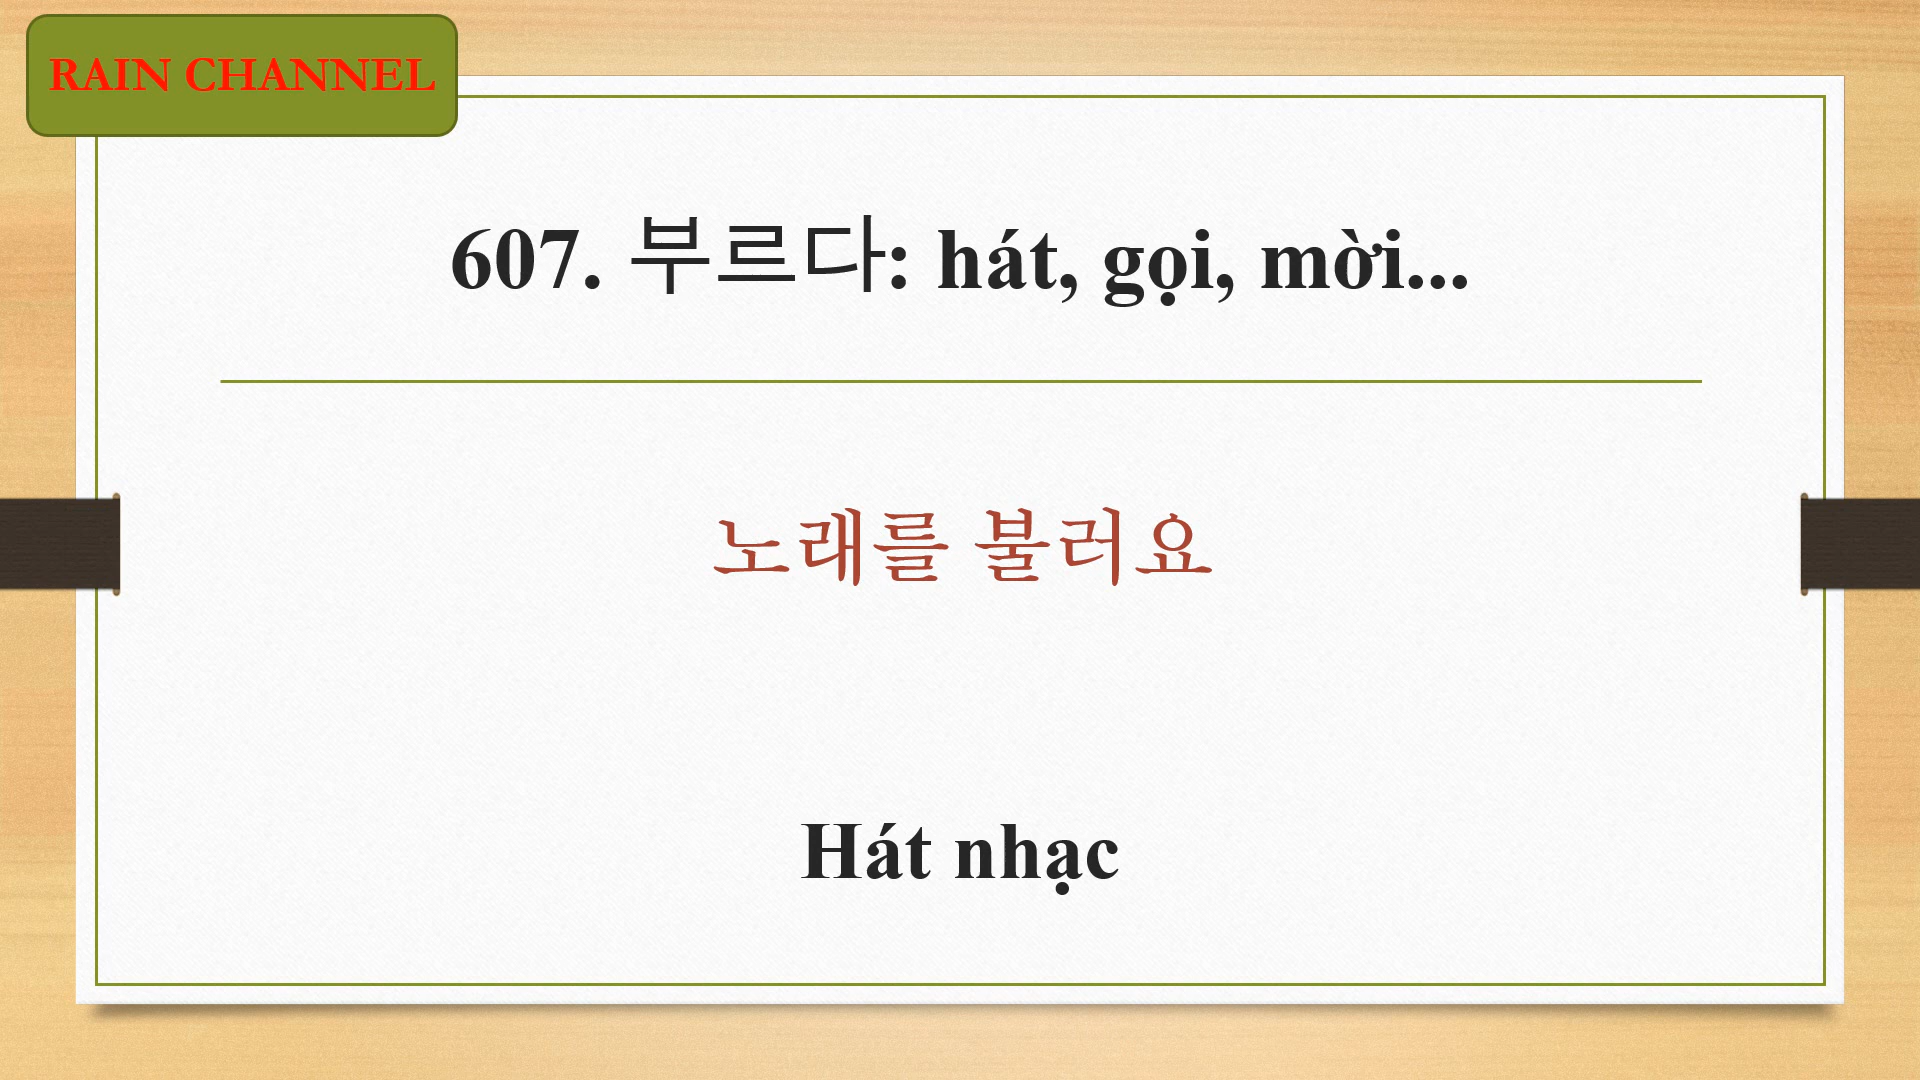 RAIN CHANNEL
607. 부르다: hát, gọi, mời...
노래를 불러요
Hát nhạc